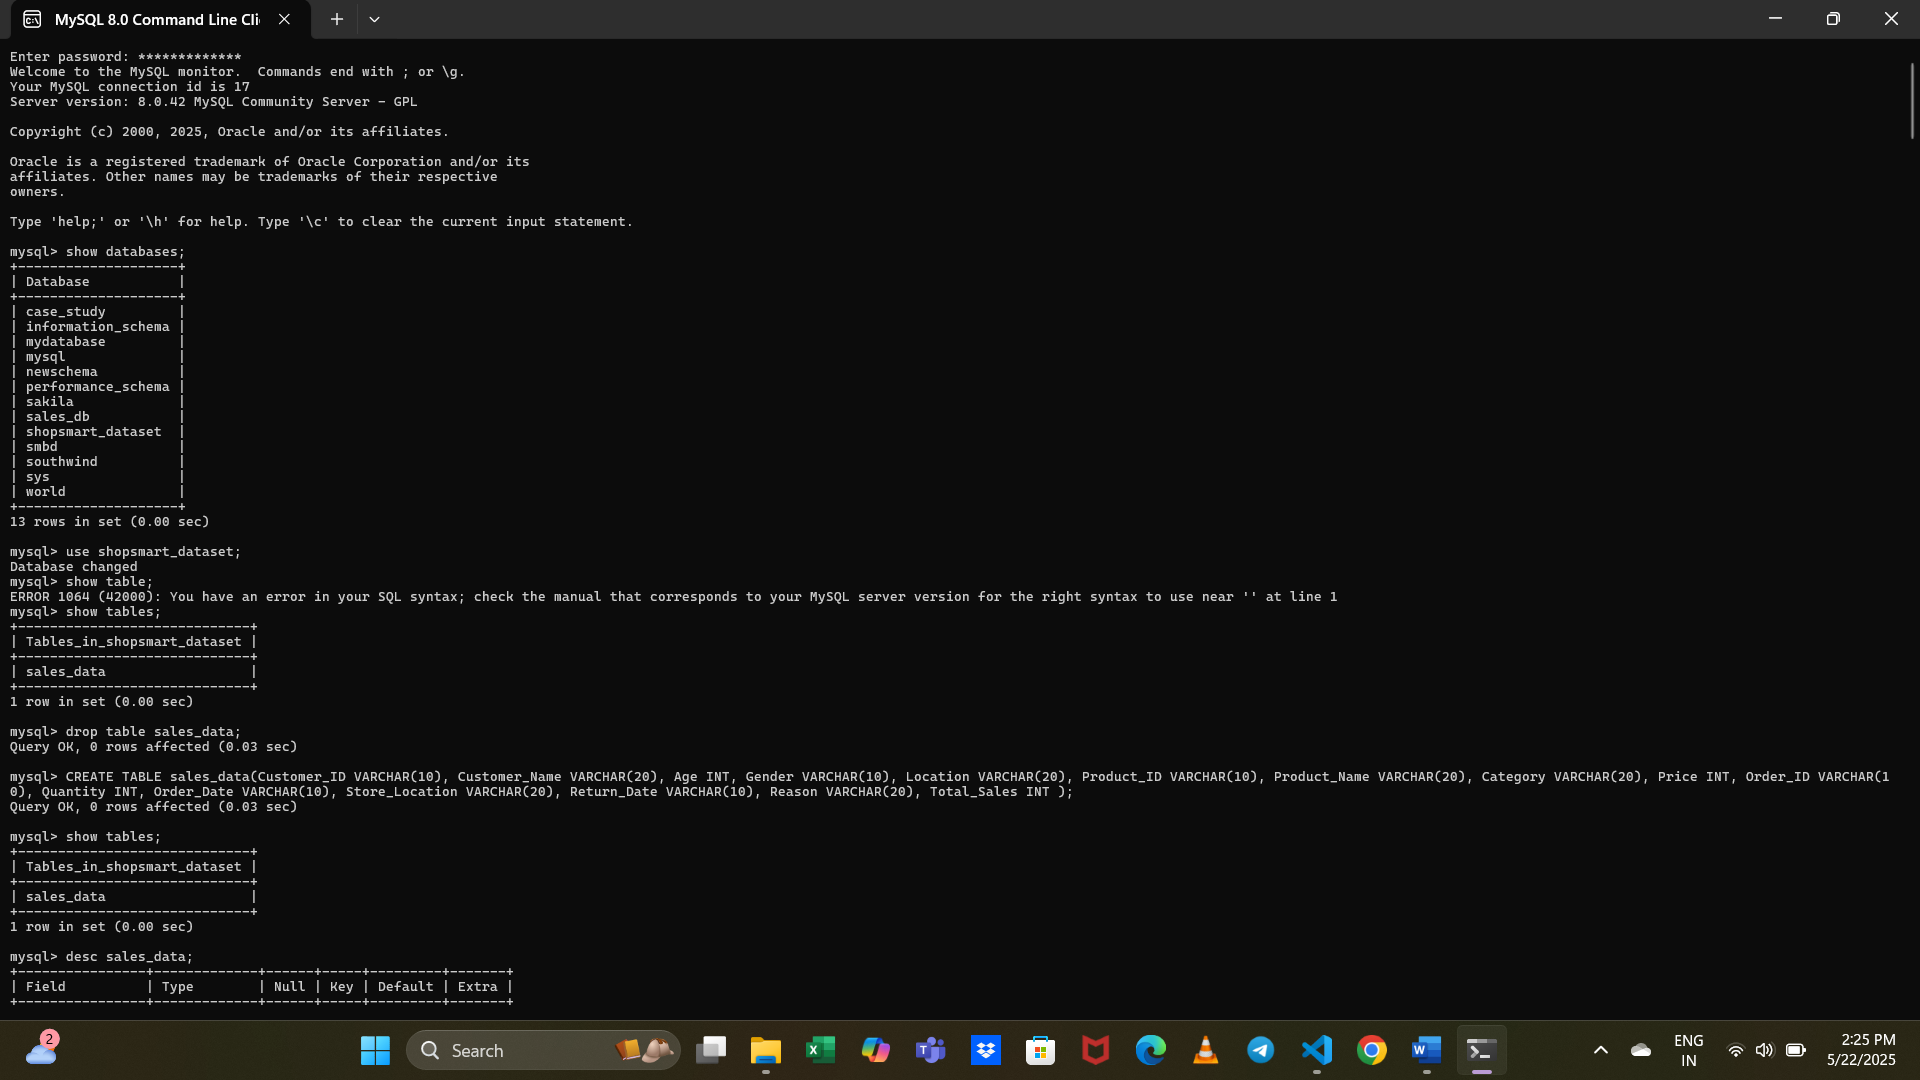 MySQL 8.0 Command Line Cli
Enter password: *************
Welcome to the MySQL monitor.  Commands end with ; or \g.
Your MySQL connection id is 17
Server version: 8.0.42 MySQL Community Server - GPL
Copyright (c) 2000, 2025, Oracle and/or its affiliates.
Oracle is a registered trademark of Oracle Corporation and/or its
affiliates. Other names may be trademarks of their respective
owners.
Type 'help;' or '\h' for help. Type '\c' to clear the current input statement.
mysql> show databases;
+--------------------+
| Database           |
+--------------------+
| case_study         |
| information_schema |
| mydatabase         |
| mysql              |
| newschema          |
| performance_schema |
| sakila             |
| sales_db           |
| shopsmart_dataset  |
| smbd               |
| southwind          |
| sys                |
| world              |
+--------------------+
13 rows in set (0.00 sec)
mysql> use shopsmart_dataset;
Database changed
mysql> show table;
ERROR 1064 (42000): You have an error in your SQL syntax; check the manual that corresponds to your MySQL server version for the right syntax to use near '' at line 1
mysql> show tables;
+-----------------------------+
| Tables_in_shopsmart_dataset |
+-----------------------------+
| sales_data                  |
+-----------------------------+
1 row in set (0.00 sec)
mysql> drop table sales_data;
Query OK, 0 rows affected (0.03 sec)
mysql> CREATE TABLE sales_data(Customer_ID VARCHAR(10), Customer_Name VARCHAR(20), Age INT, Gender VARCHAR(10), Location VARCHAR(20), Product_ID VARCHAR(10), Product_Name VARCHAR(20), Category VARCHAR(20), Price INT, Order_ID VARCHAR(1
0), Quantity INT, Order_Date VARCHAR(10), Store_Location VARCHAR(20), Return_Date VARCHAR(10), Reason VARCHAR(20), Total_Sales INT );
Query OK, 0 rows affected (0.03 sec)
mysql> show tables;
+-----------------------------+
| Tables_in_shopsmart_dataset |
+-----------------------------+
| sales_data                  |
+-----------------------------+
1 row in set (0.00 sec)
mysql> desc sales_data;
+----------------+-------------+------+-----+---------+-------+
| Field          | Type        | Null | Key | Default | Extra |
+----------------+-------------+------+-----+---------+-------+
2
Search
ENG
IN
2:25 PM
5/22/2025